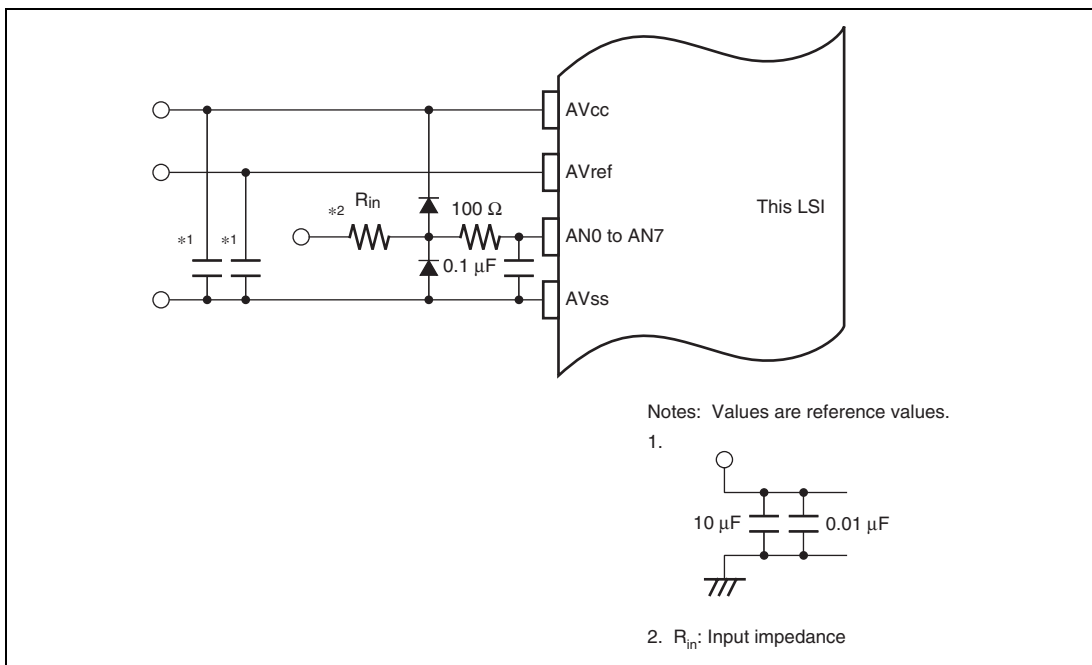 AVcc
AVref
*2 Rin 100 Ω
This LSI
*1 *1
AN0 to AN7
0.1 μF
AVss
Notes: Values are reference values.
1.
10 μF 0.01 μF
2. Rin: Input impedance